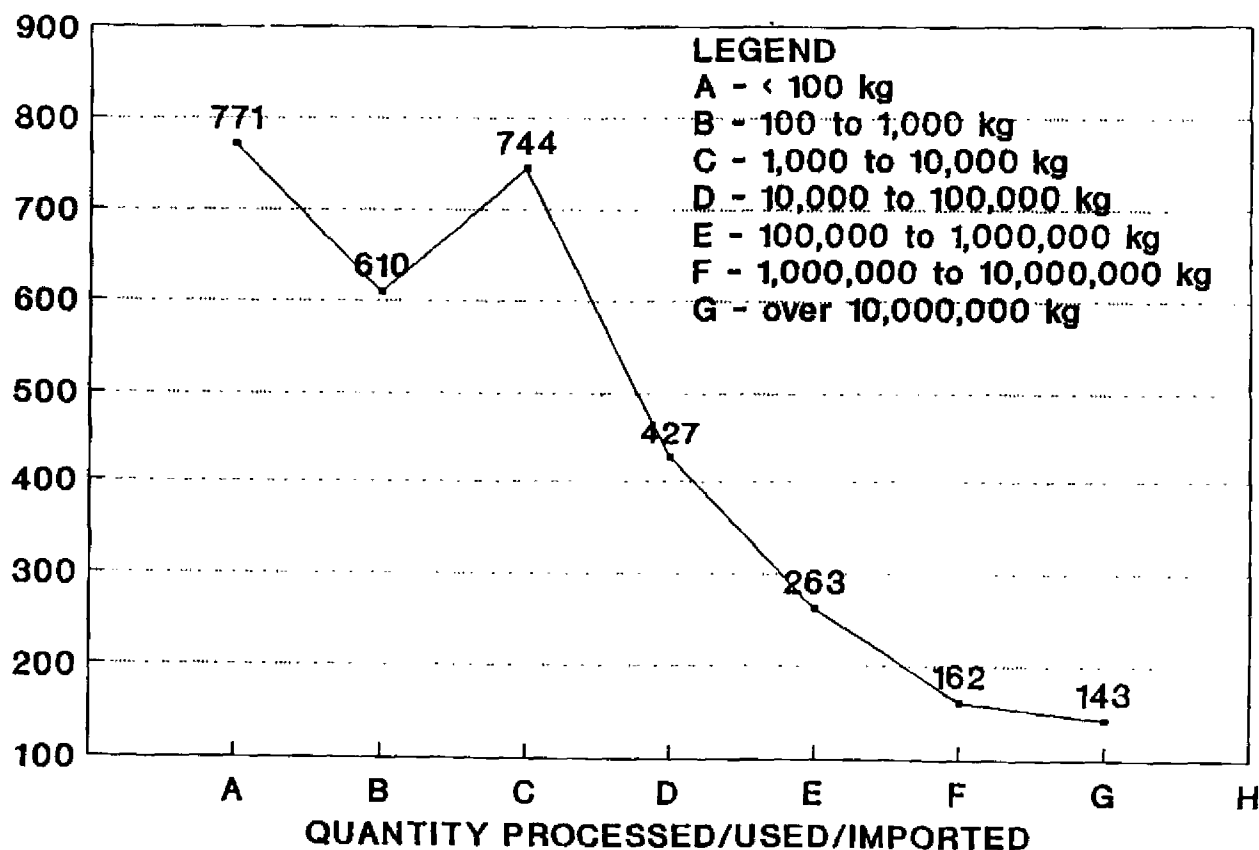 900
LEGEND
A - < 100 kg
800
771
B - 100 to 1,000 kg
744
C - 1,000 to 10,000 kg
700
D - 10,000 to 100,000 kg
E - 100,000 to 1,000,000 kg
610
F - 1,000,000 to 10,000,000 kg
600
G - over 10,000,000 kg
500
427
400
300
263
200
162
143
100
A B C D E F G H
QUANTITY PROCESSED/USED/IMPORTED